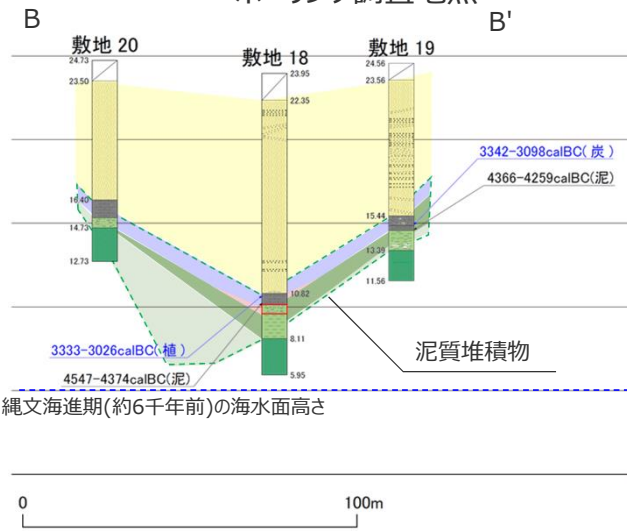 B
B'
敷地 20
敷地 18
敷地 19
24.73
23.50
16.40
14.73
12.73
23.95
22.35
10.82
8.11
5.95
24.56
23.56
15.44
13.39
11.56
3342-3098calBC( 炭 )
4366-4259calBC(泥)
3333-3026calBC( 植 )
4547-4374calBC(泥)
泥質堆積物
縄文海進期(約6千年前)の海水面高さ
0
100m